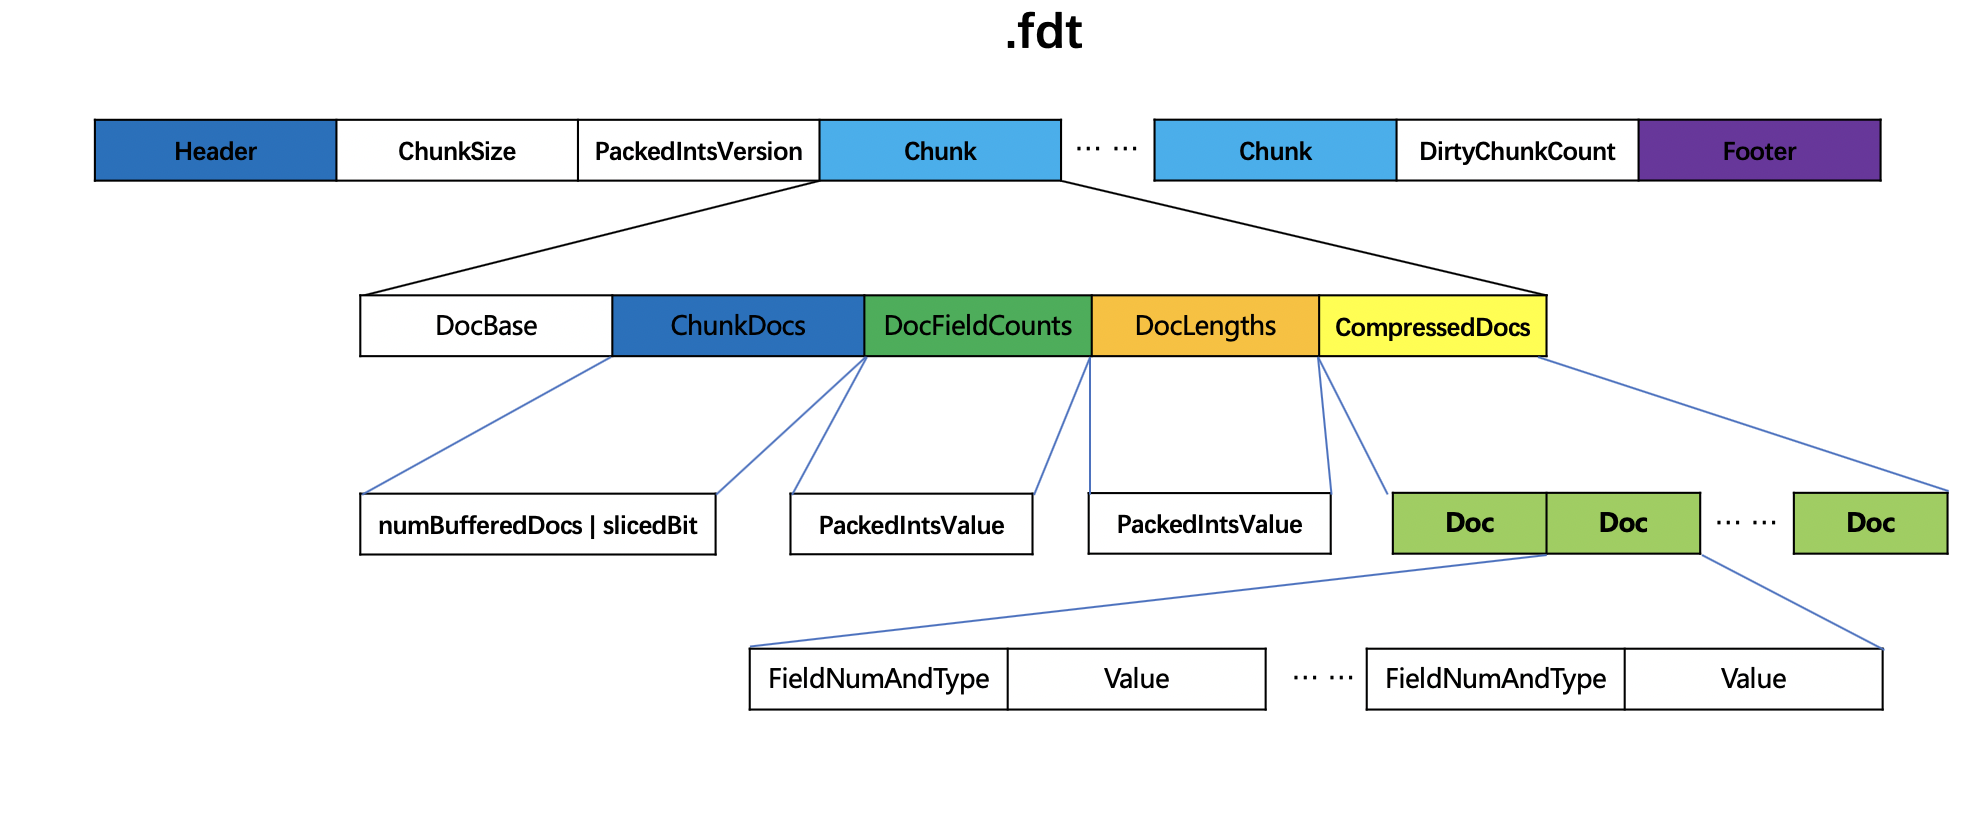 .fdt
Header ChunkSize PackedIntsVersion Chunk ... ... Chunk DirtyChunkCount Footer
DocBase ChunkDocs DocFieldCounts DocLengths CompressedDocs
numBufferedDocs | slicedBit PackedIntsValue PackedIntsValue Doc Doc ... ... Doc
FieldNumAndType Value ... ... FieldNumAndType Value